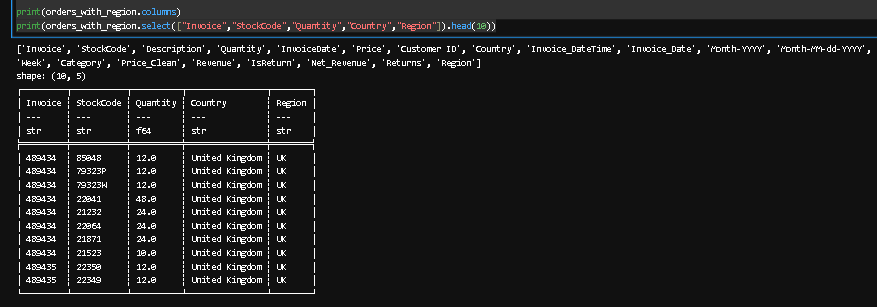 print(orders_with_region.columns)
print(orders_with_region.select(["Invoice","StockCode","Quantity","Country","Region"]).head(10))
['Invoice', 'StockCode', 'Description', 'Quantity', 'InvoiceDate', 'Price', 'Customer ID', 'Country', 'Invoice_DateTime', 'Invoice_Date', 'Month-YYYY', 'Month-MM-dd-YYYY',
'Week', 'Category', 'Price_Clean', 'Revenue', 'IsReturn', 'Net_Revenue', 'Returns', 'Region']
shape: (10, 5)
Invoice StockCode Quantity Country Region
--- --- --- --- ---
str str f64 str str
489434 85048 12.0 United Kingdom UK
489434 79323P 12.0 United Kingdom UK
489434 79323W 12.0 United Kingdom UK
489434 22041 48.0 United Kingdom UK
489434 21232 24.0 United Kingdom UK
489434 22064 24.0 United Kingdom UK
489434 21871 24.0 United Kingdom UK
489434 21523 10.0 United Kingdom UK
489435 22350 12.0 United Kingdom UK
489435 22349 12.0 United Kingdom UK